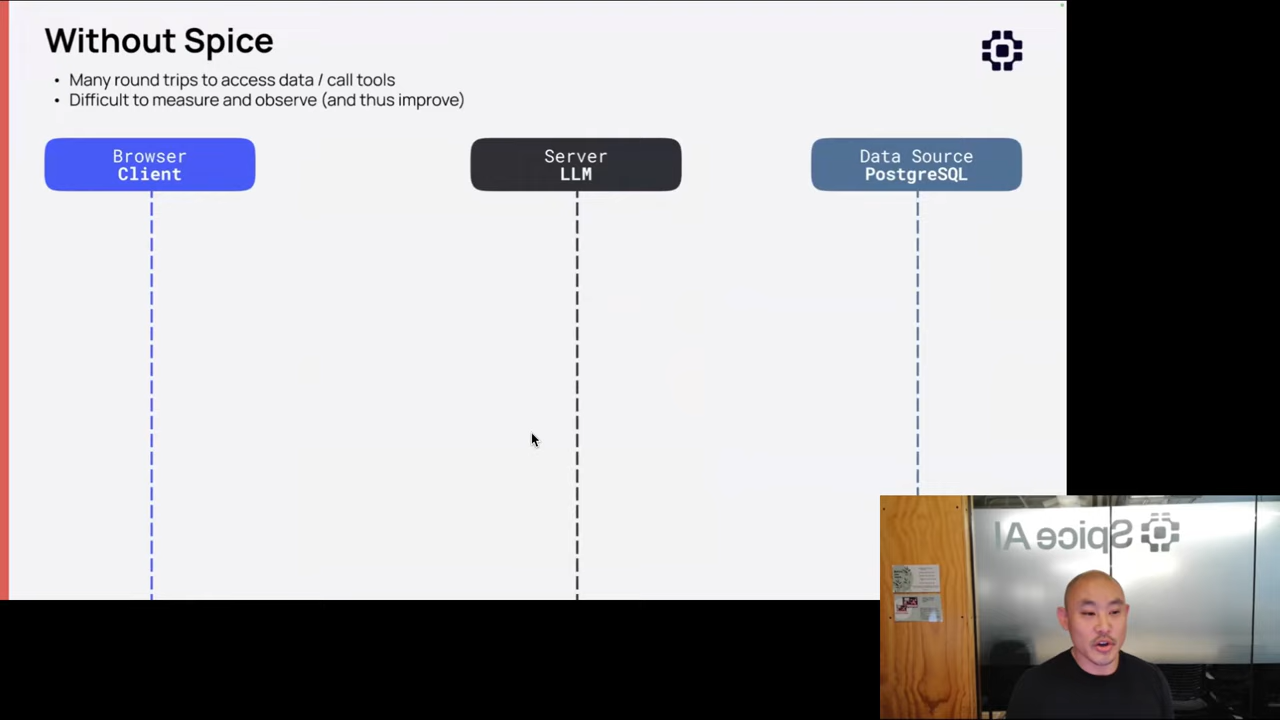 Without Spice
• Many round trips to access data / call tools
• Difficult to measure and observe (and thus improve)
Browser
Client
Server
LLM
Data Source
PostgreSQL
Spice AI